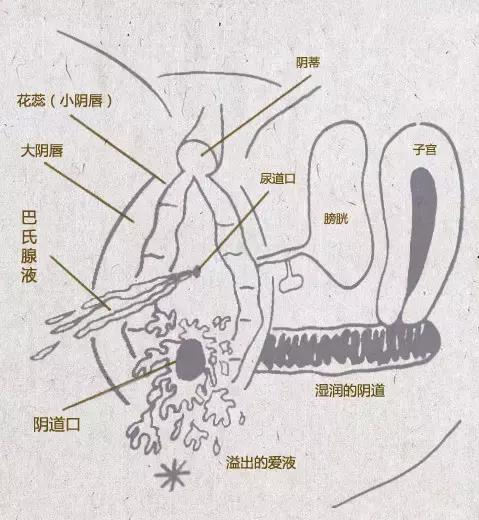 阴蒂
花蕊（小阴唇）
大阴唇
子宫
尿道口
巴氏腺液
膀胱
湿润的阴道
阴道口
溢出的爱液